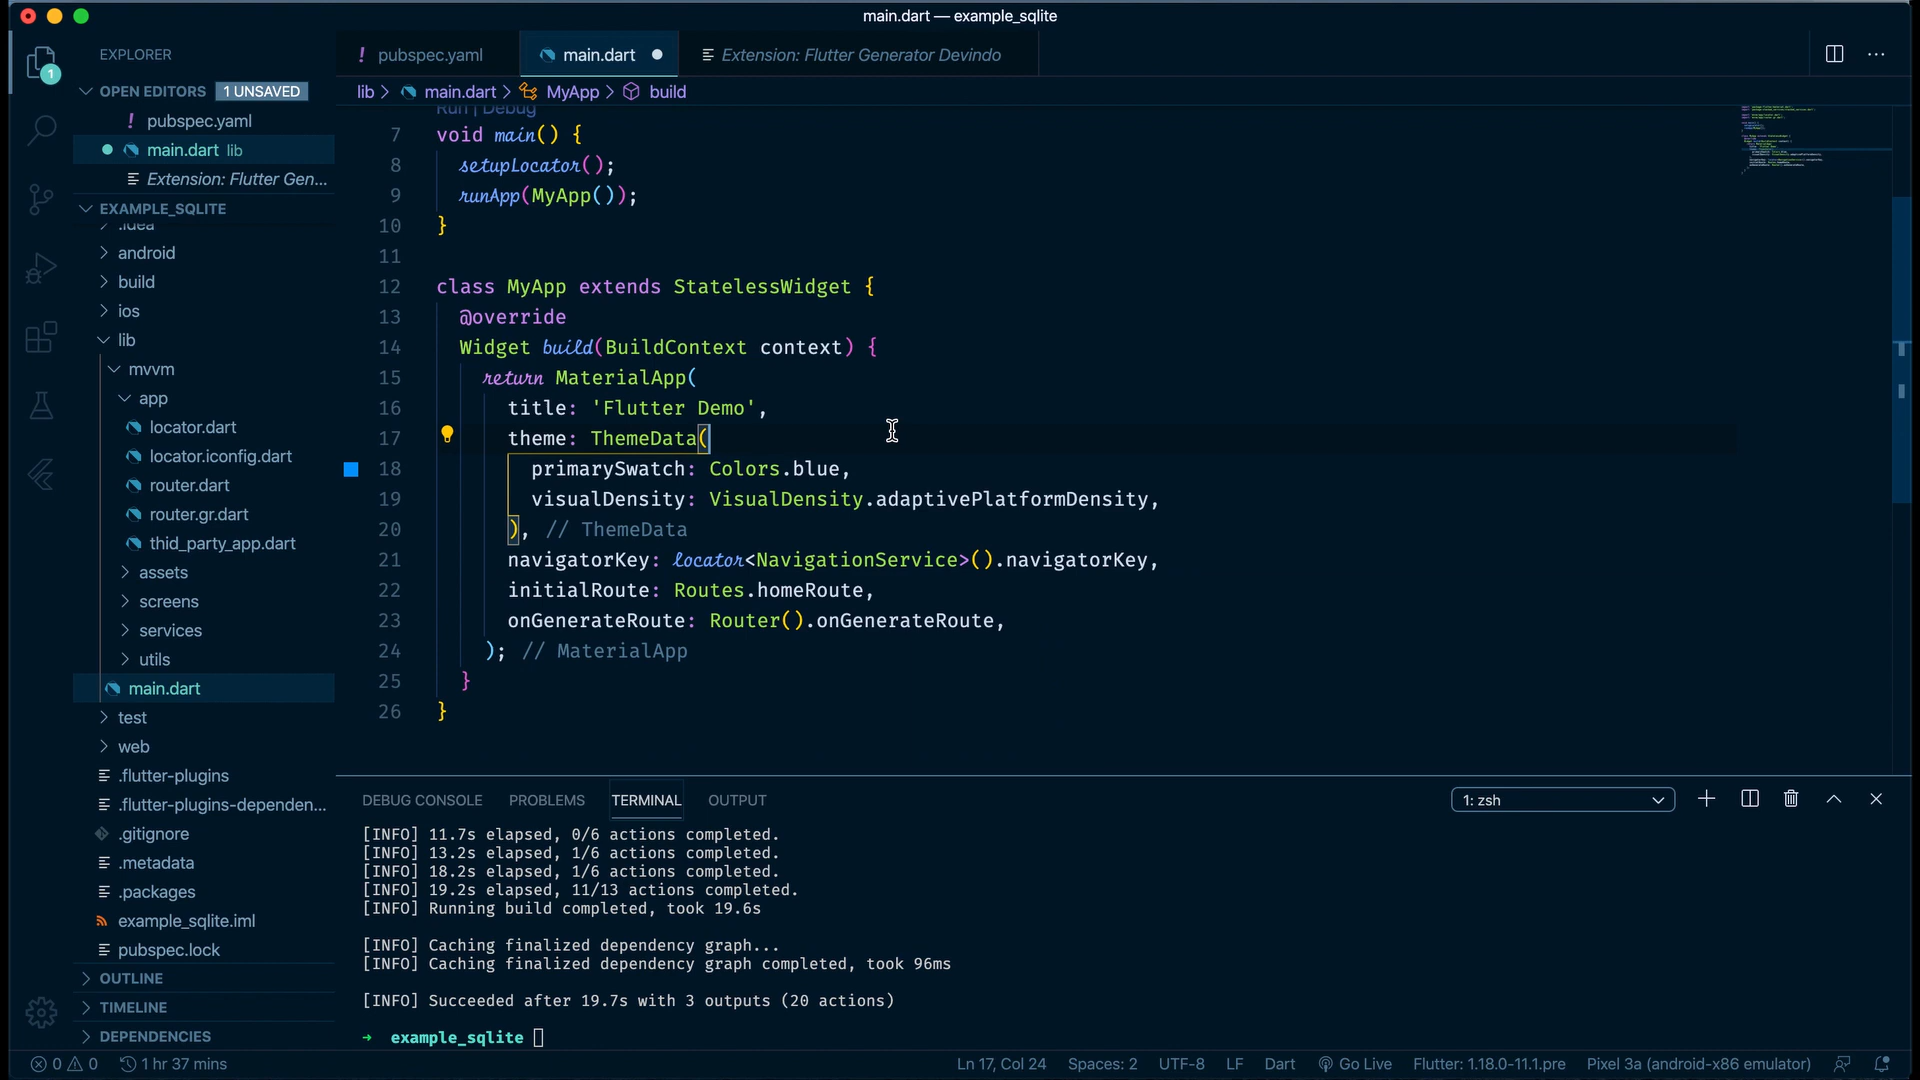 main.dart — example_sqlite
EXPLORER
OPEN EDITORS 1 UNSAVED
! pubspec.yaml
main.dart lib
Extension: Flutter Gen...
EXAMPLE_SQLITE
.idea
android
build
ios
lib
mvvm
app
locator.dart
locator.iconfig.dart
router.dart
router.gr.dart
thid_party_app.dart
assets
screens
services
utils
main.dart
test
web
.flutter-plugins
.flutter-plugins-dependen...
.gitignore
.metadata
.packages
example_sqlite.iml
pubspec.lock
OUTLINE
TIMELINE
DEPENDENCIES
1
! pubspec.yaml
main.dart
Extension: Flutter Generator Devindo
lib > main.dart > MyApp > build
Run | Debug
7 void main() {
8 setupLocator();
9 runApp(MyApp());
10 }
11
12 class MyApp extends StatelessWidget {
13 @override
14 Widget build(BuildContext context) {
15 return MaterialApp(
16 title: 'Flutter Demo',
17 theme: ThemeData(
18 primarySwatch: Colors.blue,
19 visualDensity: VisualDensity.adaptivePlatformDensity,
20 ), // ThemeData
21 navigatorKey: locator<NavigationService>().navigatorKey,
22 initialRoute: Routes.homeRoute,
23 onGenerateRoute: Router().onGenerateRoute,
24 ); // MaterialApp
25 }
26 }
DEBUG CONSOLE PROBLEMS TERMINAL OUTPUT
1: zsh
[INFO] 11.7s elapsed, 0/6 actions completed.
[INFO] 13.2s elapsed, 1/6 actions completed.
[INFO] 18.2s elapsed, 1/6 actions completed.
[INFO] 19.2s elapsed, 11/13 actions completed.
[INFO] Running build completed, took 19.6s
[INFO] Caching finalized dependency graph...
[INFO] Caching finalized dependency graph completed, took 96ms
[INFO] Succeeded after 19.7s with 3 outputs (20 actions)
→ example_sqlite
0 0 1 hr 37 mins Ln 17, Col 24 Spaces: 2 UTF-8 LF Dart Go Live Flutter: 1.18.0-11.1.pre Pixel 3a (android-x86 emulator)